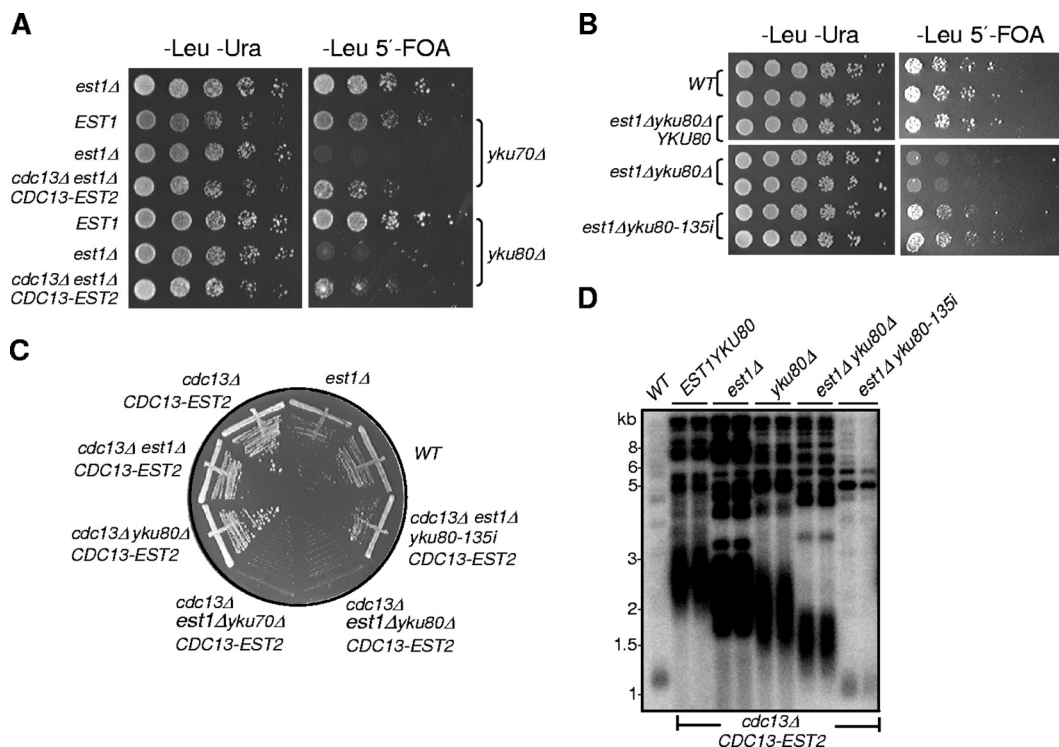 A
-Leu -Ura
-Leu 5´-FOA
est1Δ
EST1
est1Δ
cdc13Δ est1Δ
CDC13-EST2
EST1
est1Δ
cdc13Δ est1Δ
CDC13-EST2
yku70Δ
yku80Δ
B
-Leu -Ura
-Leu 5´-FOA
WT
est1Δyku80Δ
YKU80
est1Δyku80Δ
est1Δyku80-135i
C
cdc13Δ
CDC13-EST2
est1Δ
cdc13Δ est1Δ
CDC13-EST2
WT
cdc13Δyku80Δ
CDC13-EST2
cdc13Δ est1Δ
yku80-135i
CDC13-EST2
cdc13Δ
est1Δyku70Δ
CDC13-EST2
cdc13Δ
est1Δyku80Δ
CDC13-EST2
D
WT
EST1YKU80
est1Δ
yku80Δ
est1Δ yku80Δ
est1Δ yku80-135i
kb
8
6
5
3
2
1.5
1
cdc13Δ
CDC13-EST2